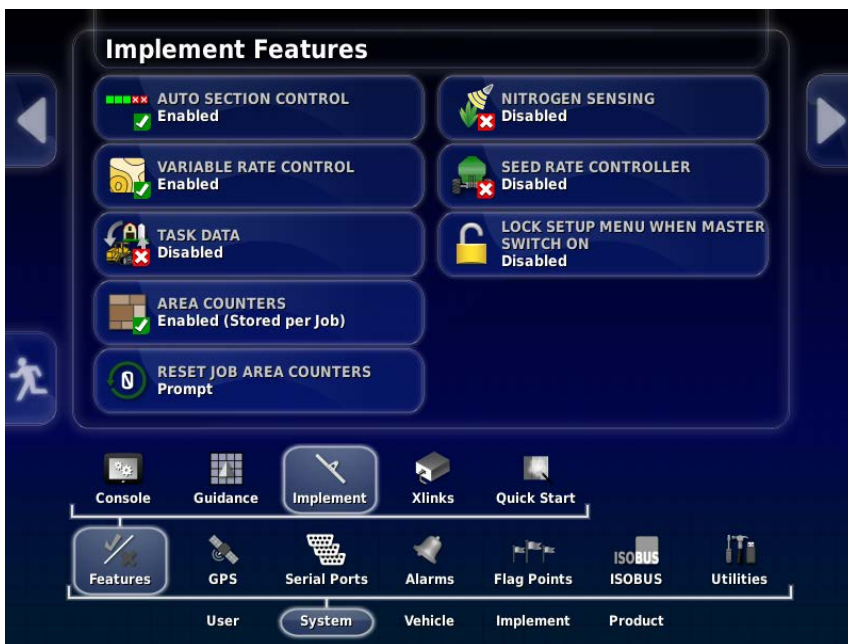 Implement Features
AUTO SECTION CONTROL
Enabled
VARIABLE RATE CONTROL
Enabled
TASK DATA
Disabled
AREA COUNTERS
Enabled (Stored per Job)
0
RESET JOB AREA COUNTERS
Prompt
NITROGEN SENSING
Disabled
SEED RATE CONTROLLER
Disabled
LOCK SETUP MENU WHEN MASTER
SWITCH ON
Disabled
Console
Guidance
Implement
Xlinks
Quick Start
Features
GPS
Serial Ports
Alarms
Flag Points
ISOBUS
ISOBUS
Utilities
User
System
Vehicle
Implement
Product